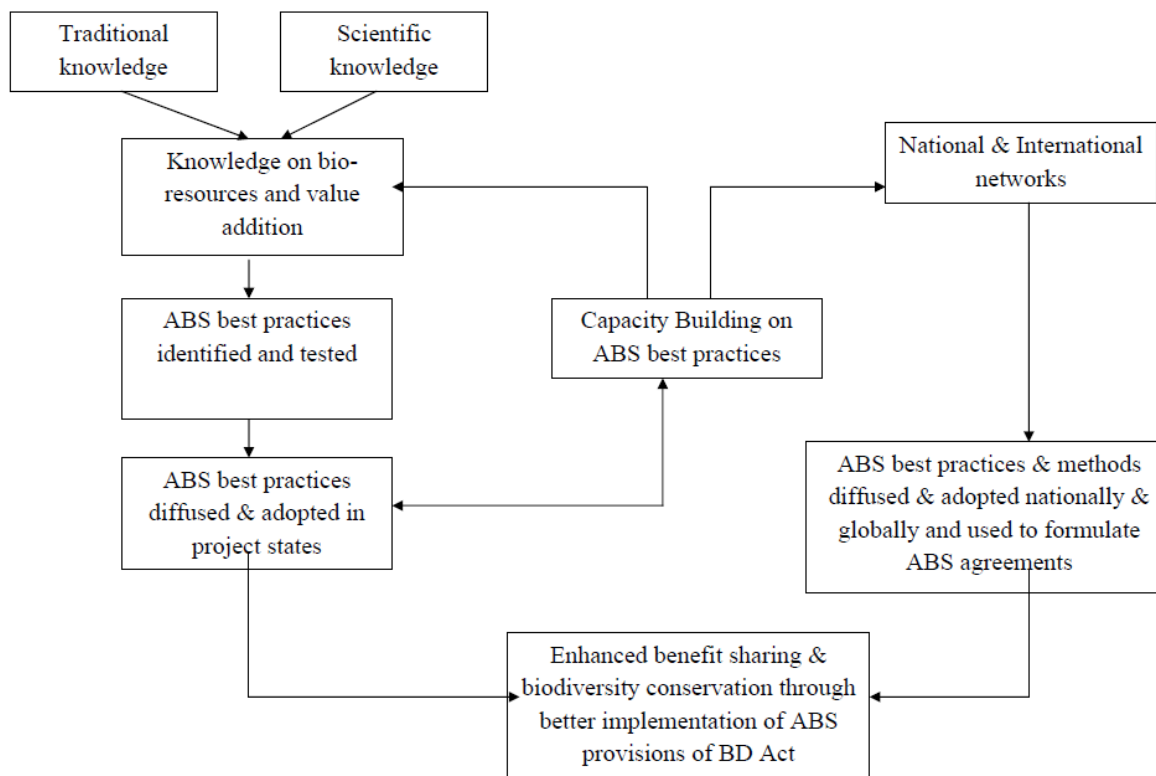 Traditional
knowledge
Scientific
knowledge
Knowledge on bio-
resources and value
addition
National & International
networks
ABS best practices
identified and tested
Capacity Building on
ABS best practices
ABS best practices
diffused & adopted in
project states
ABS best practices & methods
diffused & adopted nationally &
globally and used to formulate
ABS agreements
Enhanced benefit sharing &
biodiversity conservation through
better implementation of ABS
provisions of BD Act